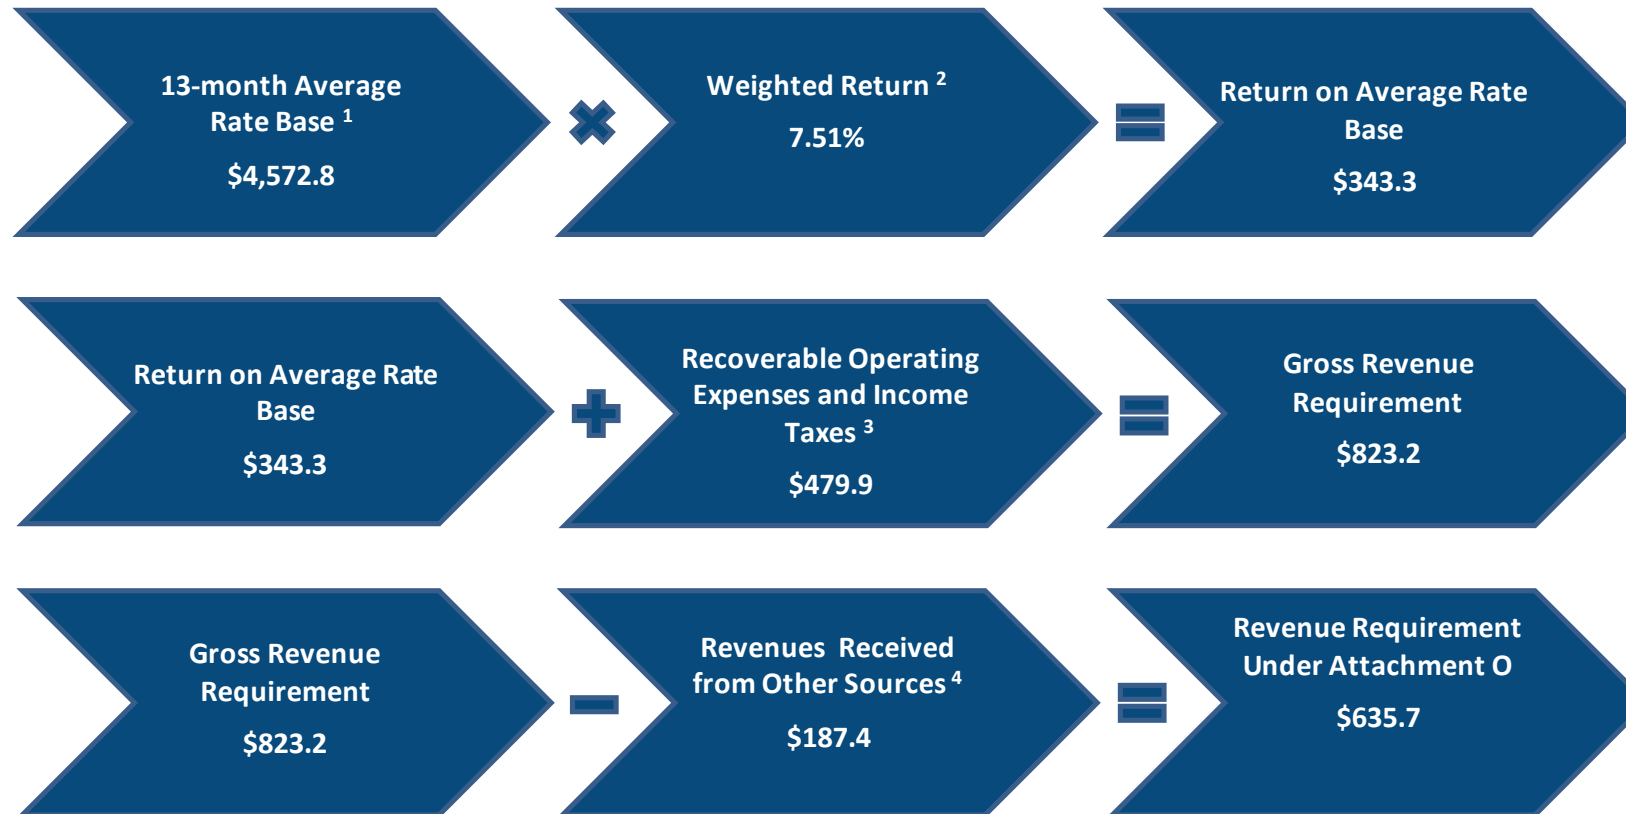 13-month Average
Rate Base 1
$4,572.8
Weighted Return 2
7.51%
Return on Average Rate
Base
$343.3
Return on Average Rate
Base
$343.3
Recoverable Operating
Expenses and Income
Taxes 3
$479.9
Gross Revenue
Requirement
$823.2
Gross Revenue
Requirement
$823.2
Revenues Received
from Other Sources 4
$187.4
Revenue Requirement
Under Attachment O
$635.7